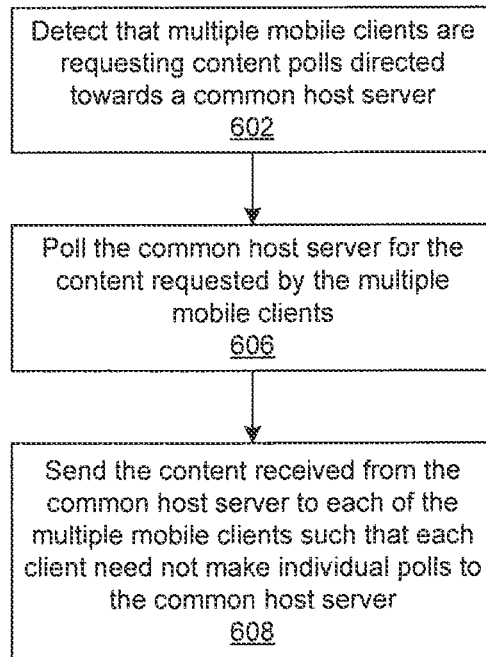 Detect that multiple mobile clients are
requesting content polls directed
towards a common host server
602
Poll the common host server for the
content requested by the multiple
mobile clients
606
Send the content received from the
common host server to each of the
multiple mobile clients such that each
client need not make individual polls to
the common host server
608